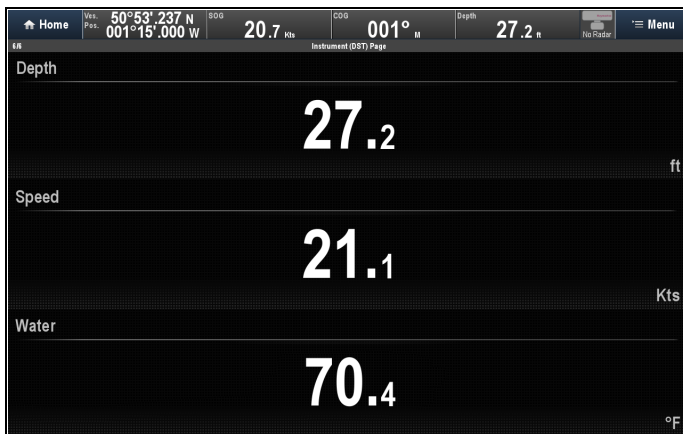 Home
Ves. Pos. 50°53'.237 N
001°15'.000 W
SOG 20.7 Kts
COG 001° M
Depth 27.2 ft
No Radar
Menu
6/6 Instrument (DST) Page
Depth
27.2
ft
Speed
21.1
Kts
Water
70.4
°F